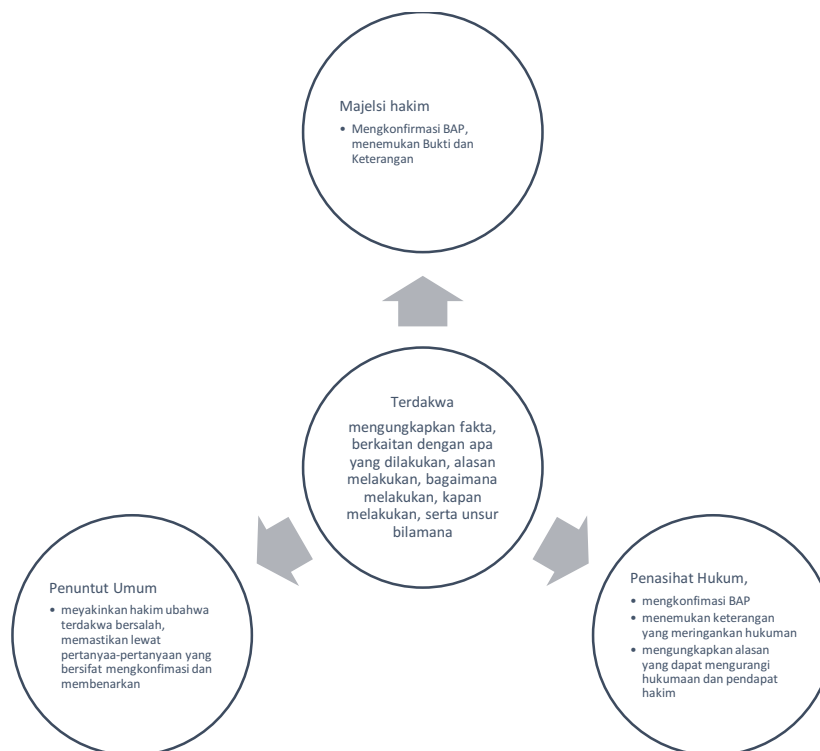 Majelsi hakim
• Mengkonfirmasi BAP,
menemukan Bukti dan
Keterangan
Terdakwa
mengungkapkan fakta,
berkaitan dengan apa
yang dilakukan, alasan
melakukan, bagaimana
melakukan, kapan
melakukan, serta unsur
bilamana
Penuntut Umum
• meyakinkan hakim ubahwa
terdakwa bersalah,
memastikan lewat
pertanyaa-pertanyaan yang
bersifat mengkonfimasi dan
membenarkan
Penasihat Hukum,
• mengkonfimasi BAP
• menemukan keterangan
yang meringankan hukuman
• mengungkapkan alasan
yang dapat mengurangi
hukumaan dan pendapat
hakim